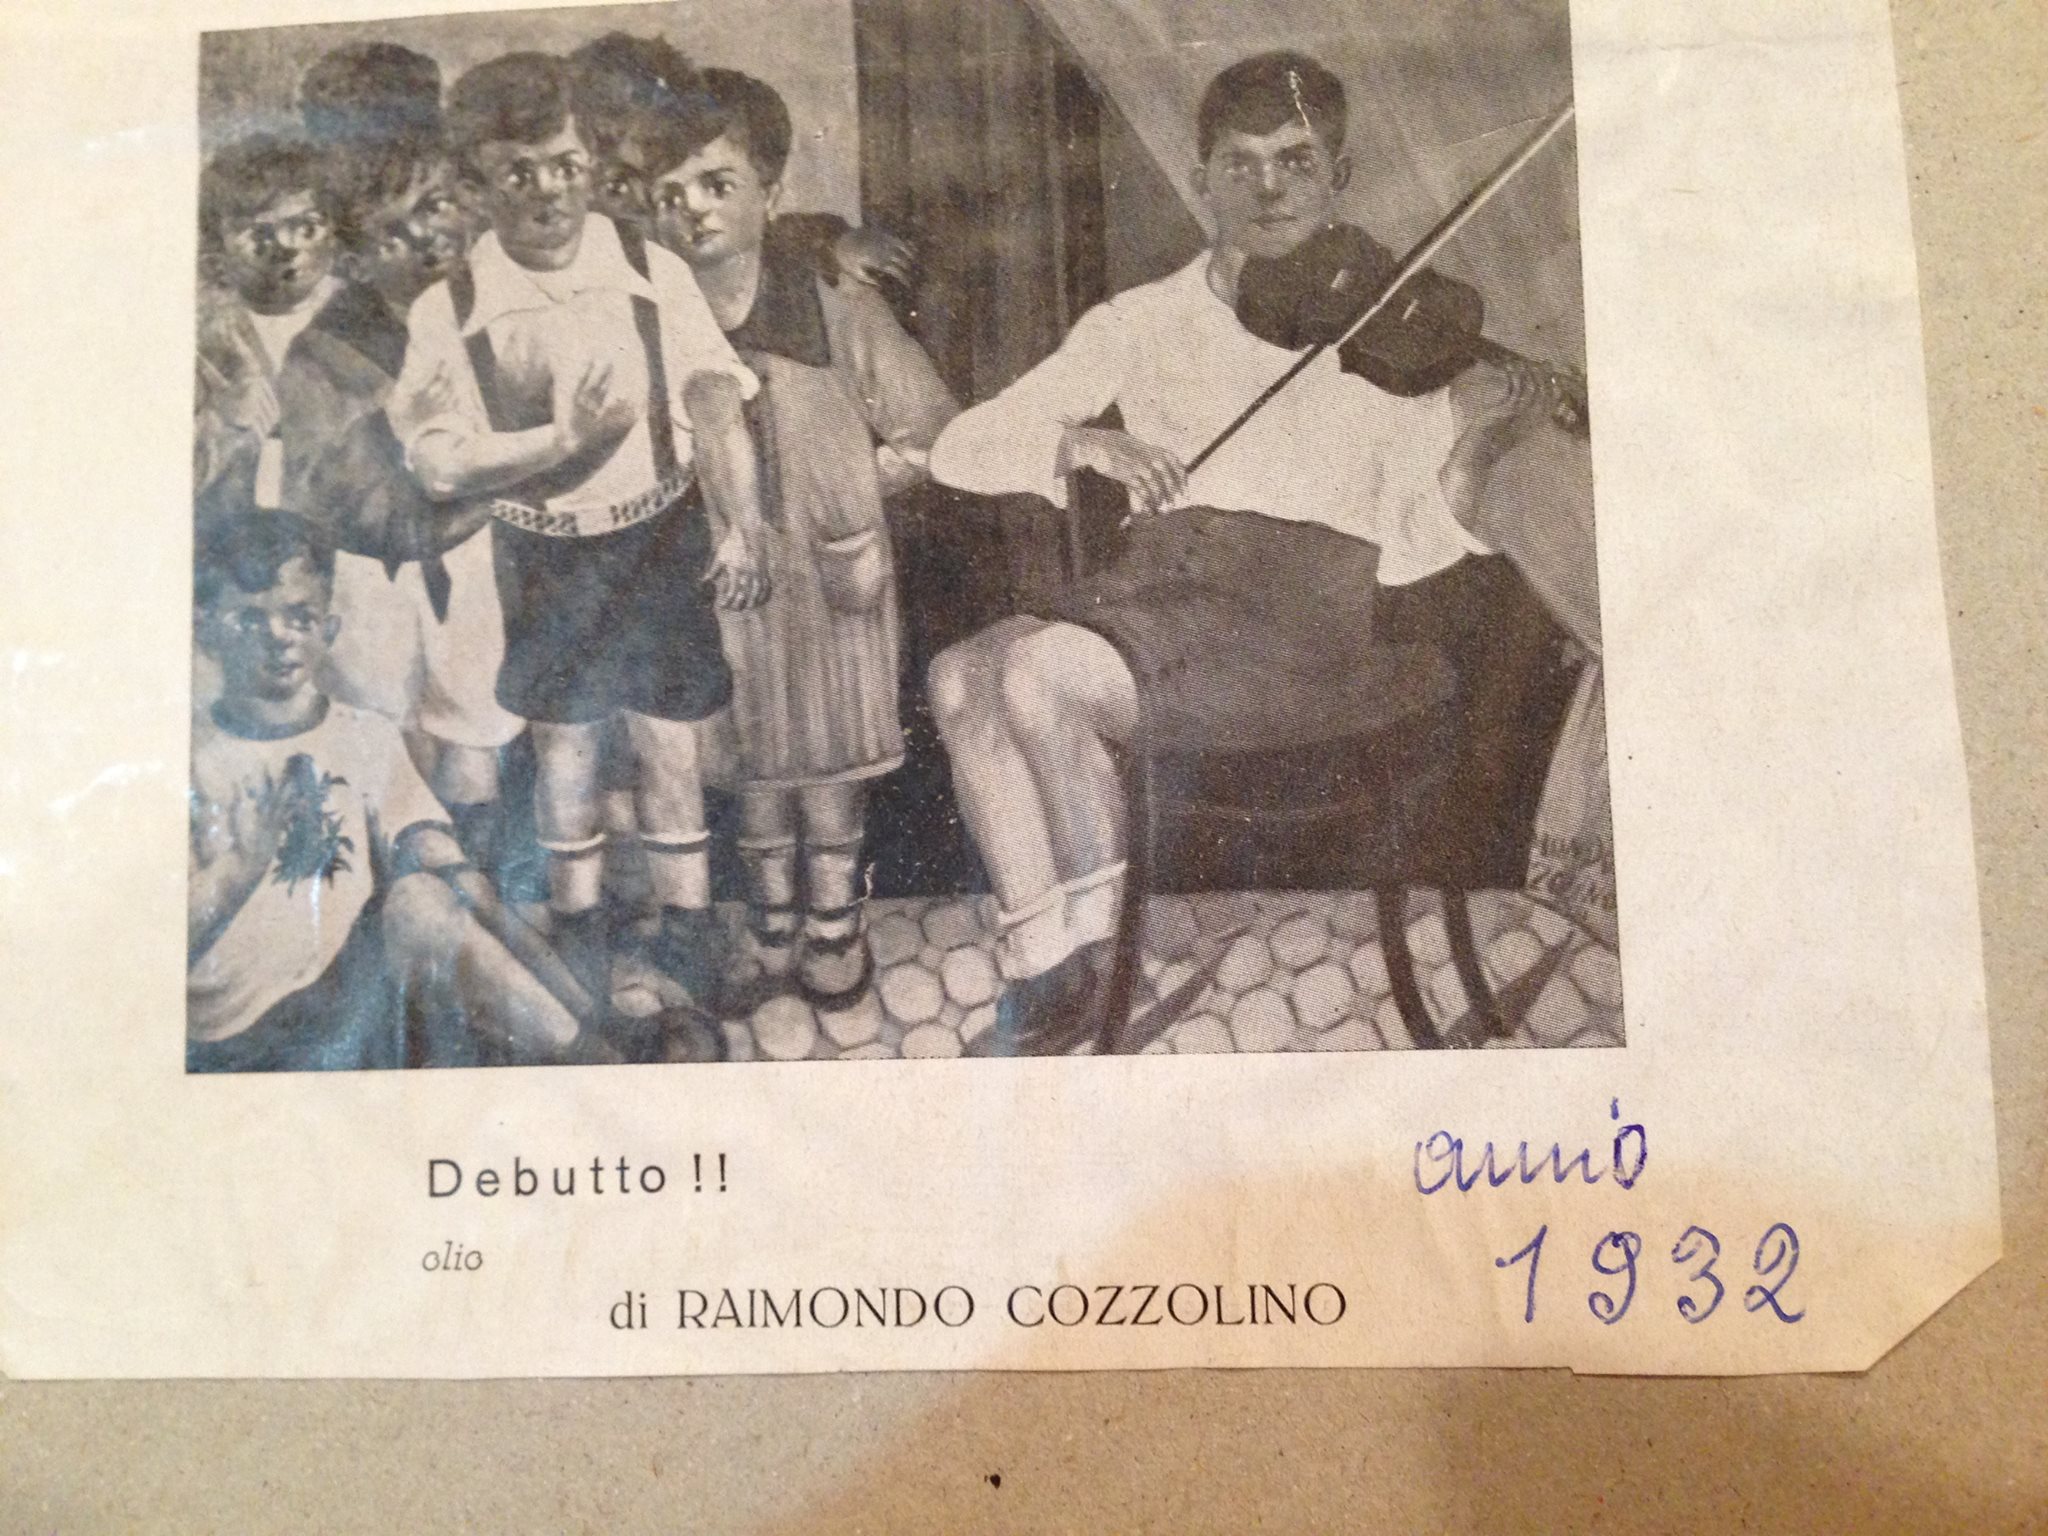 Debutto !!
olio
di RAIMONDO COZZOLINO
anno
1932